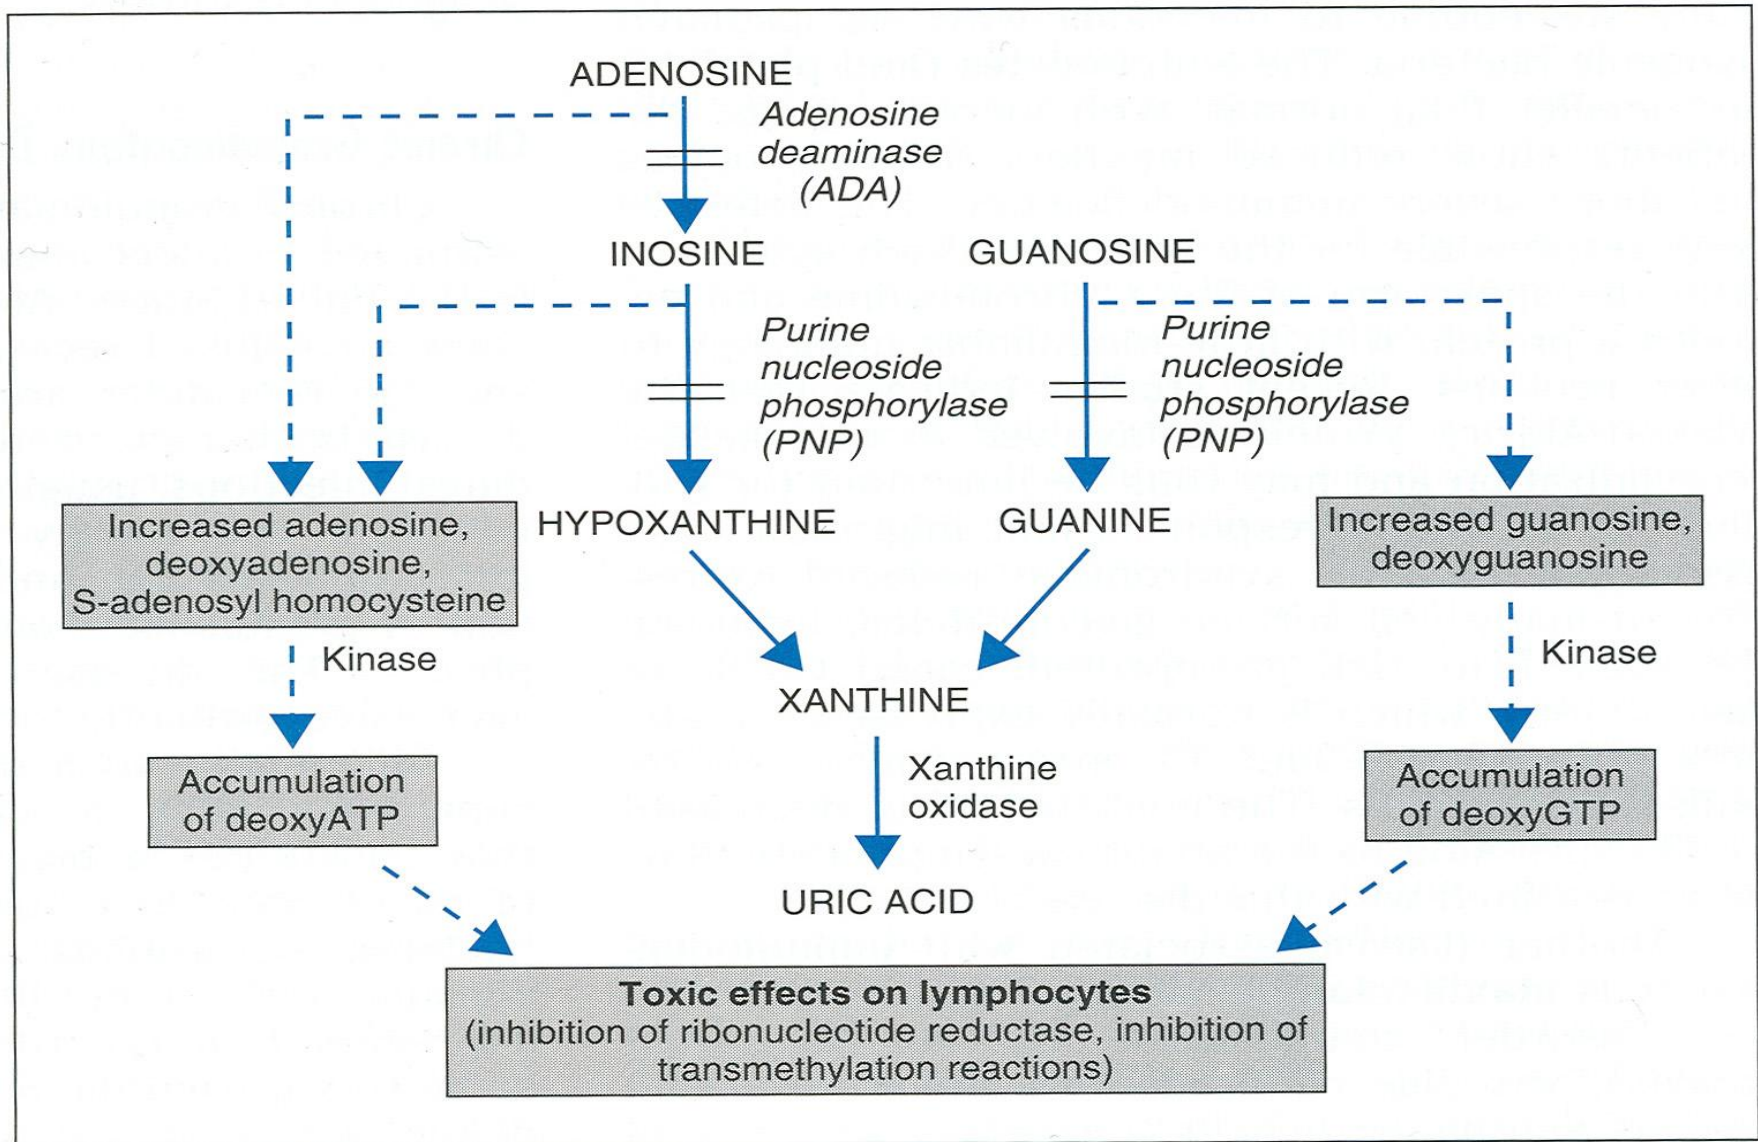 ADENOSINE
Adenosine
deaminase
(ADA)
INOSINE
GUANOSINE
Purine
nucleoside
phosphorylase
(PNP)
Purine
nucleoside
phosphorylase
(PNP)
Increased adenosine,
deoxyadenosine,
S-adenosyl homocysteine
HYPOXANTHINE
GUANINE
Increased guanosine,
deoxyguanosine
Kinase
Kinase
XANTHINE
Accumulation
of deoxyATP
Xanthine
oxidase
Accumulation
of deoxyGTP
URIC ACID
Toxic effects on lymphocytes
(inhibition of ribonucleotide reductase, inhibition of
transmethylation reactions)